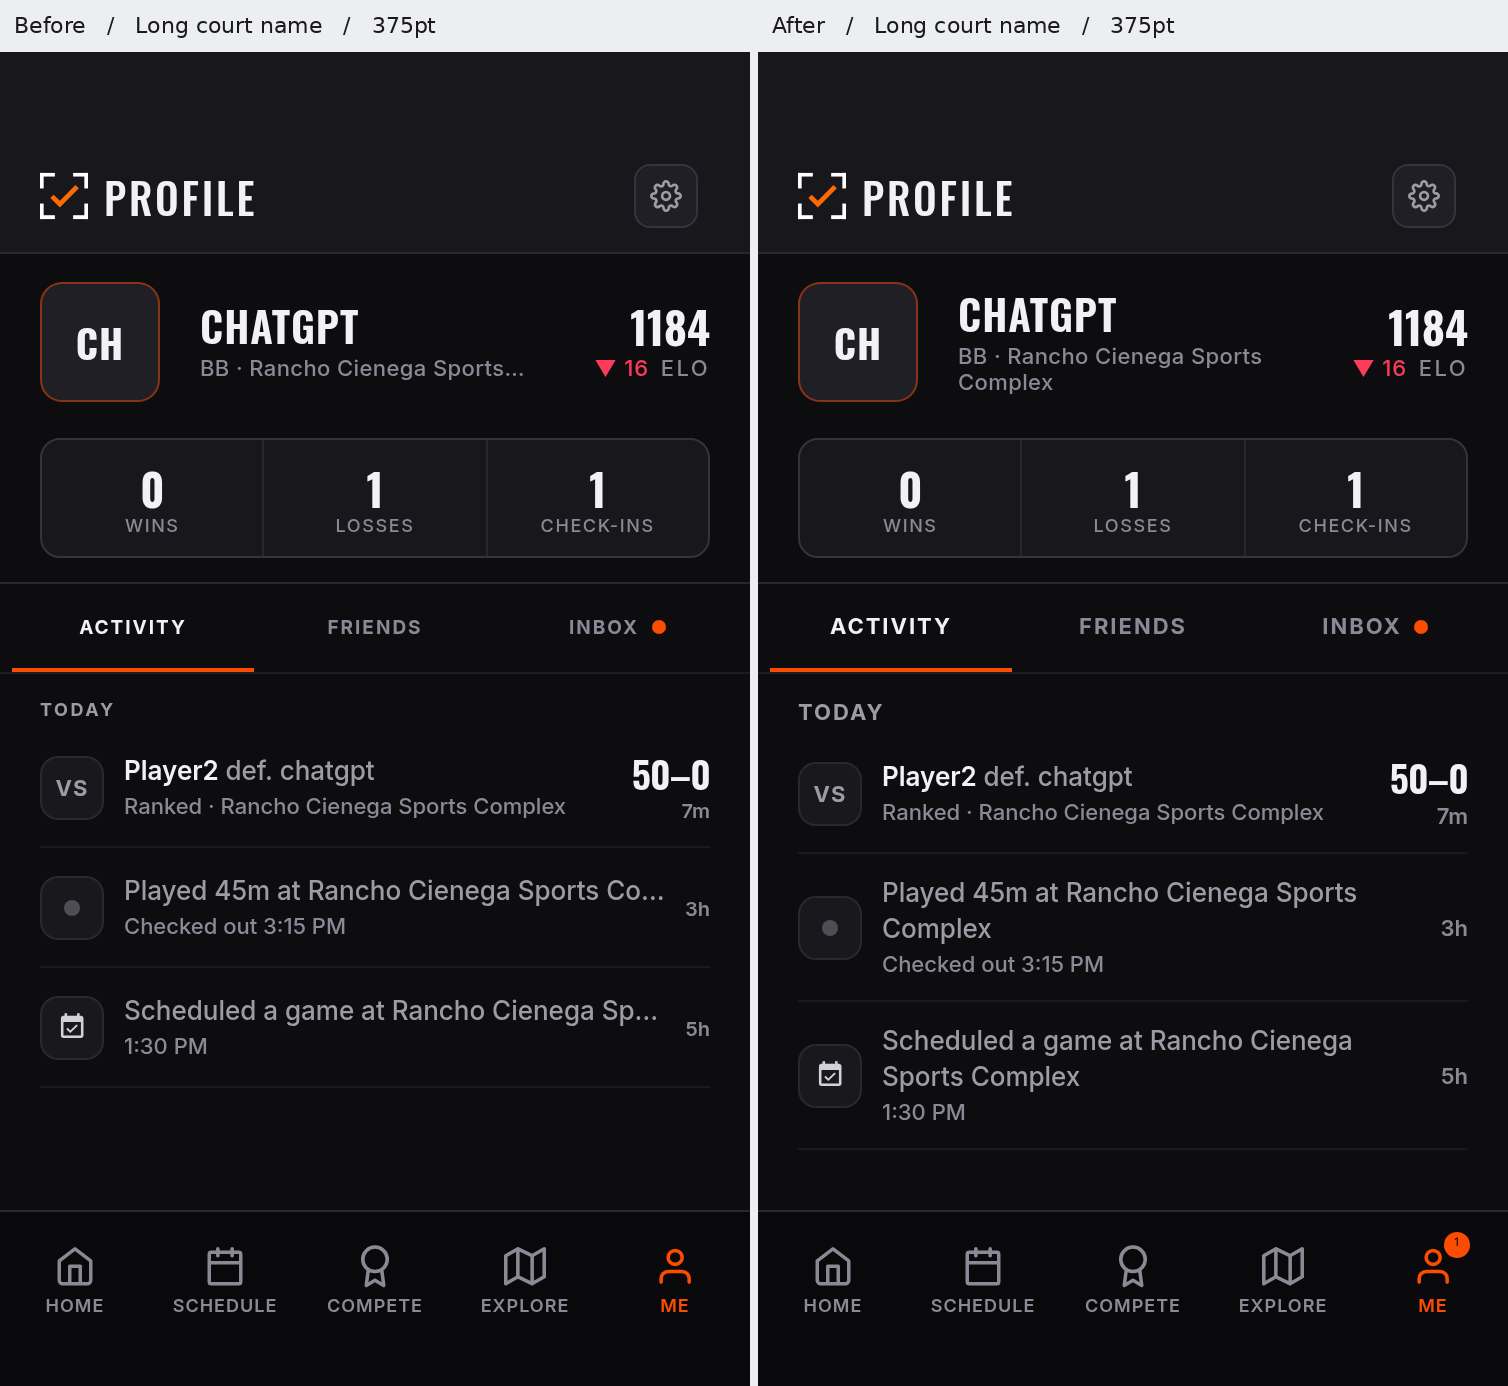 Before / Long court name / 375pt
PROFILE
CH
CHATGPT
BB · Rancho Cienega Sports...
1184
▼ 16 ELO
0
WINS
1
LOSSES
1
CHECK-INS
ACTIVITY
FRIENDS
INBOX
TODAY
VS
Player2 def. chatgpt
Ranked · Rancho Cienega Sports Complex
50–0
7m
Played 45m at Rancho Cienega Sports Co...
Checked out 3:15 PM
3h
Scheduled a game at Rancho Cienega Sp...
1:30 PM
5h
HOME
SCHEDULE
COMPETE
EXPLORE
ME
After / Long court name / 375pt
PROFILE
CH
CHATGPT
BB · Rancho Cienega Sports
Complex
1184
▼ 16 ELO
0
WINS
1
LOSSES
1
CHECK-INS
ACTIVITY
FRIENDS
INBOX
TODAY
VS
Player2 def. chatgpt
Ranked · Rancho Cienega Sports Complex
50–0
7m
Played 45m at Rancho Cienega Sports
Complex
Checked out 3:15 PM
3h
Scheduled a game at Rancho Cienega
Sports Complex
1:30 PM
5h
HOME
SCHEDULE
COMPETE
EXPLORE
1
ME